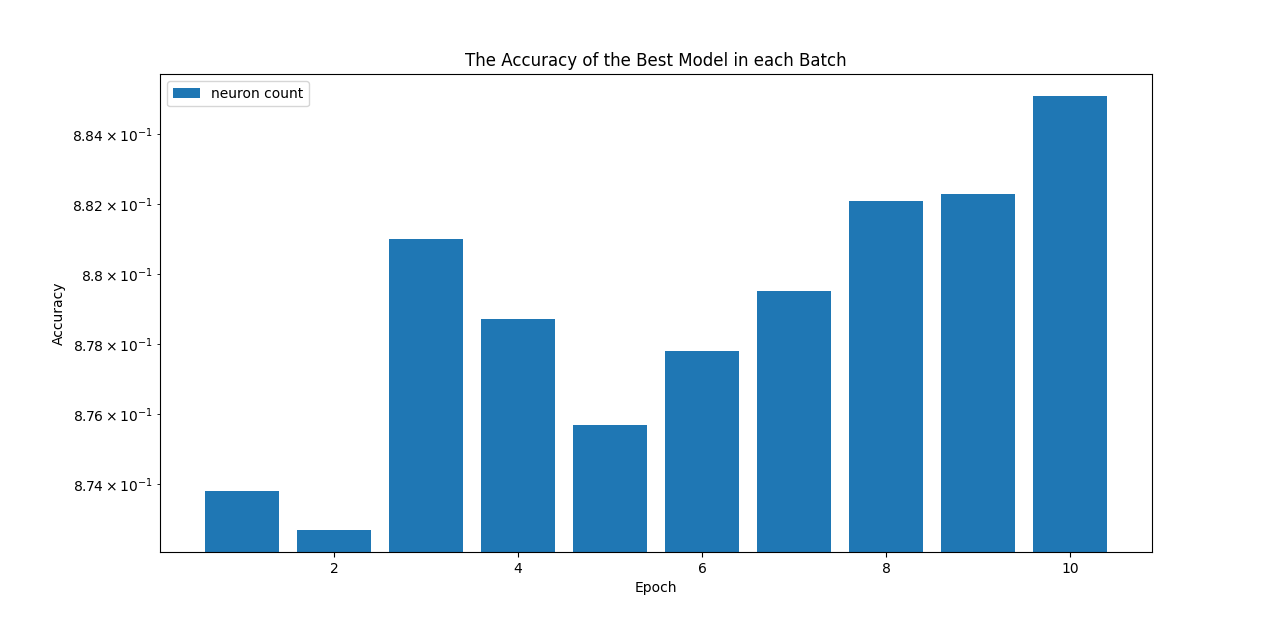 The Accuracy of the Best Model in each Batch
neuron count
8.84 × 10⁻¹
8.82 × 10⁻¹
8.8 × 10⁻¹
8.78 × 10⁻¹
8.76 × 10⁻¹
8.74 × 10⁻¹
Accuracy
2 4 6 8 10
Epoch